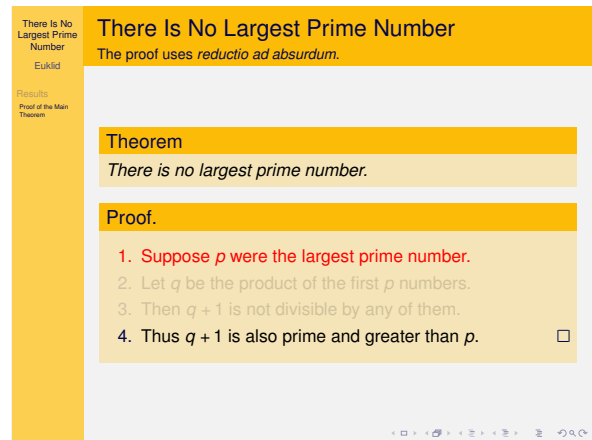 There Is No
Largest Prime
Number
Euklid
Results
Proof of the Main
Theorem
There Is No Largest Prime Number
The proof uses reductio ad absurdum.
Theorem
There is no largest prime number.
Proof.
1. Suppose p were the largest prime number.
2. Let q be the product of the first p numbers.
3. Then q + 1 is not divisible by any of them.
4. Thus q + 1 is also prime and greater than p. □